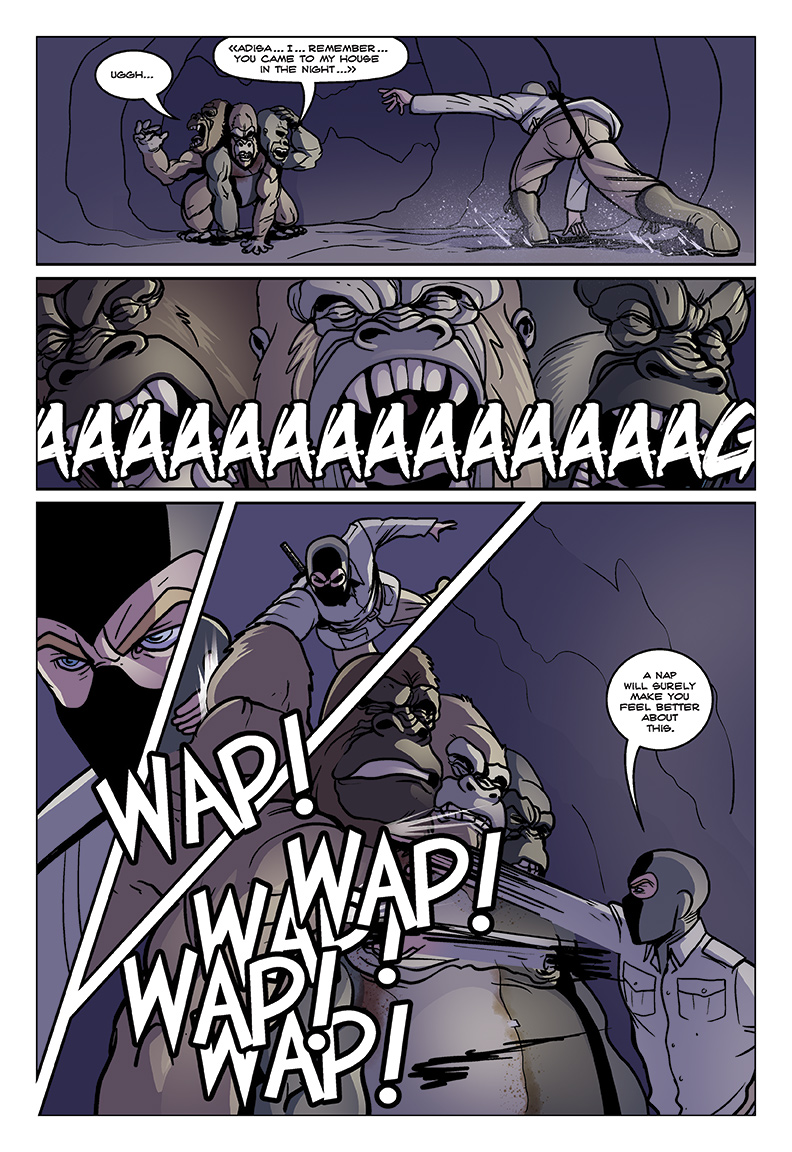 UGGH...
«ADISA... I... REMEMBER...
YOU CAME TO MY HOUSE
IN THE NIGHT...»
AAAAAAAAAAAAAAG
WAP!
WAP!
WAP!
WAP!
WAP!
A NAP
WILL SURELY
MAKE YOU
FEEL BETTER
ABOUT
THIS.